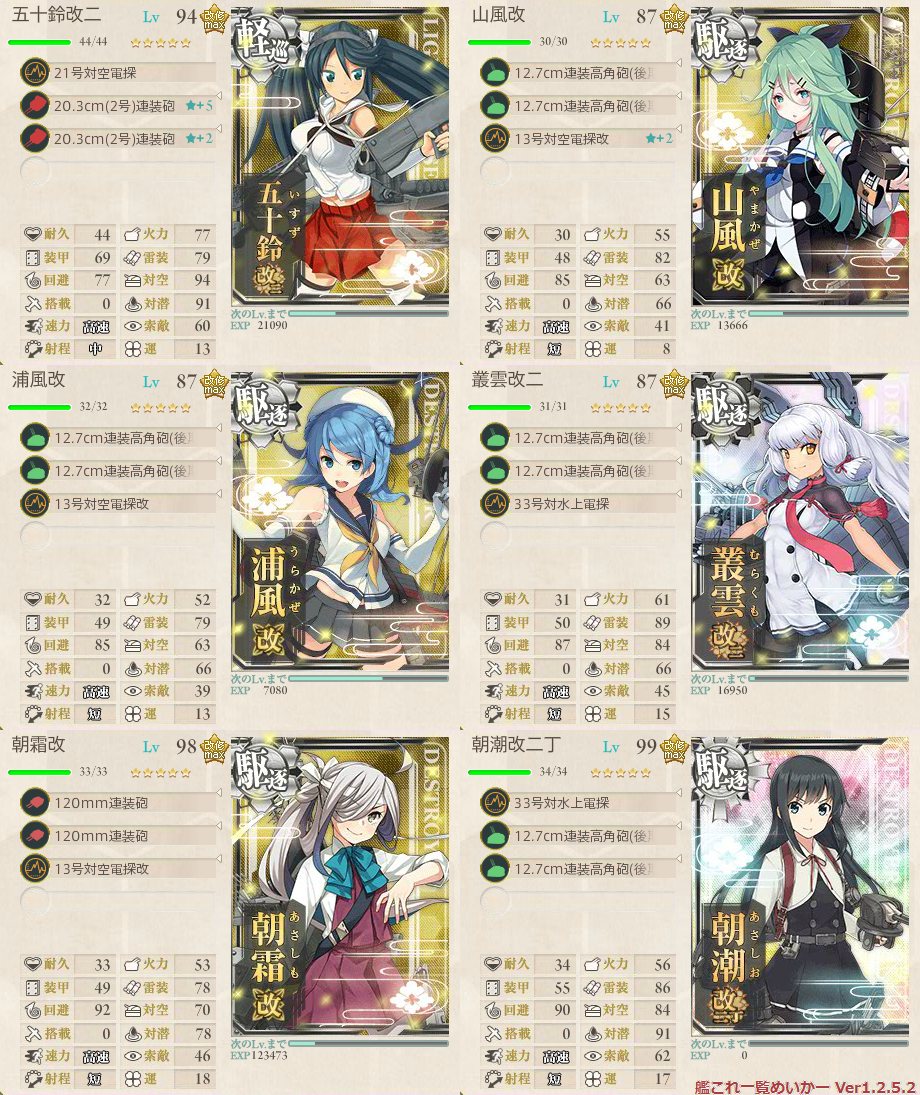 五十鈴改二 Lv 94 改修max
44/44
21号対空電探
20.3cm(2号)連装砲 ★+5
20.3cm(2号)連装砲 ★+2
耐久 44 火力 77
装甲 69 雷装 79
回避 77 対空 94
搭載 0 対潜 91
速力 高速 索敵 60
射程 中 運 13
軽巡
五十鈴改二
いすず
次のLv.まで
EXP 21090
山風改 Lv 87 改修max
30/30
12.7cm連装高角砲(後
12.7cm連装高角砲(後
13号対空電探改 ★+2
耐久 30 火力 55
装甲 48 雷装 82
回避 85 対空 63
搭載 0 対潜 66
速力 高速 索敵 41
射程 短 運 8
駆逐
山風改
やまかぜ
次のLv.まで
EXP 13666
浦風改 Lv 87 改修max
32/32
12.7cm連装高角砲(後
12.7cm連装高角砲(後
13号対空電探改
耐久 32 火力 52
装甲 49 雷装 79
回避 85 対空 63
搭載 0 対潜 66
速力 高速 索敵 39
射程 短 運 13
駆逐
浦風改
うらかぜ
次のLv.まで
EXP 7080
叢雲改二 Lv 87 改修max
31/31
12.7cm連装高角砲(後
12.7cm連装高角砲(後
33号対水上電探
耐久 31 火力 61
装甲 50 雷装 89
回避 87 対空 84
搭載 0 対潜 66
速力 高速 索敵 45
射程 短 運 15
駆逐
叢雲改二
むらくも
次のLv.まで
EXP 16950
朝霜改 Lv 98 改修max
33/33
120mm連装砲
120mm連装砲
13号対空電探改
耐久 33 火力 53
装甲 49 雷装 78
回避 92 対空 70
搭載 0 対潜 78
速力 高速 索敵 46
射程 短 運 18
駆逐
DESTROY
朝霜改
あさしも
次のLv.まで
EXP 123473
朝潮改二丁 Lv 99 改修max
34/34
33号対水上電探
12.7cm連装高角砲(後
12.7cm連装高角砲(後
耐久 34 火力 56
装甲 55 雷装 86
回避 90 対空 84
搭載 0 対潜 91
速力 高速 索敵 62
射程 短 運 17
駆逐
朝潮改二丁
あさしお
次のLv.まで
EXP 0
艦これ一覧めいかー Ver1.2.5.2